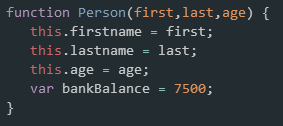 function Person(first,last,age) {
   this.firstname = first;
   this.lastname = last;
   this.age = age;
   var bankBalance = 7500;
}